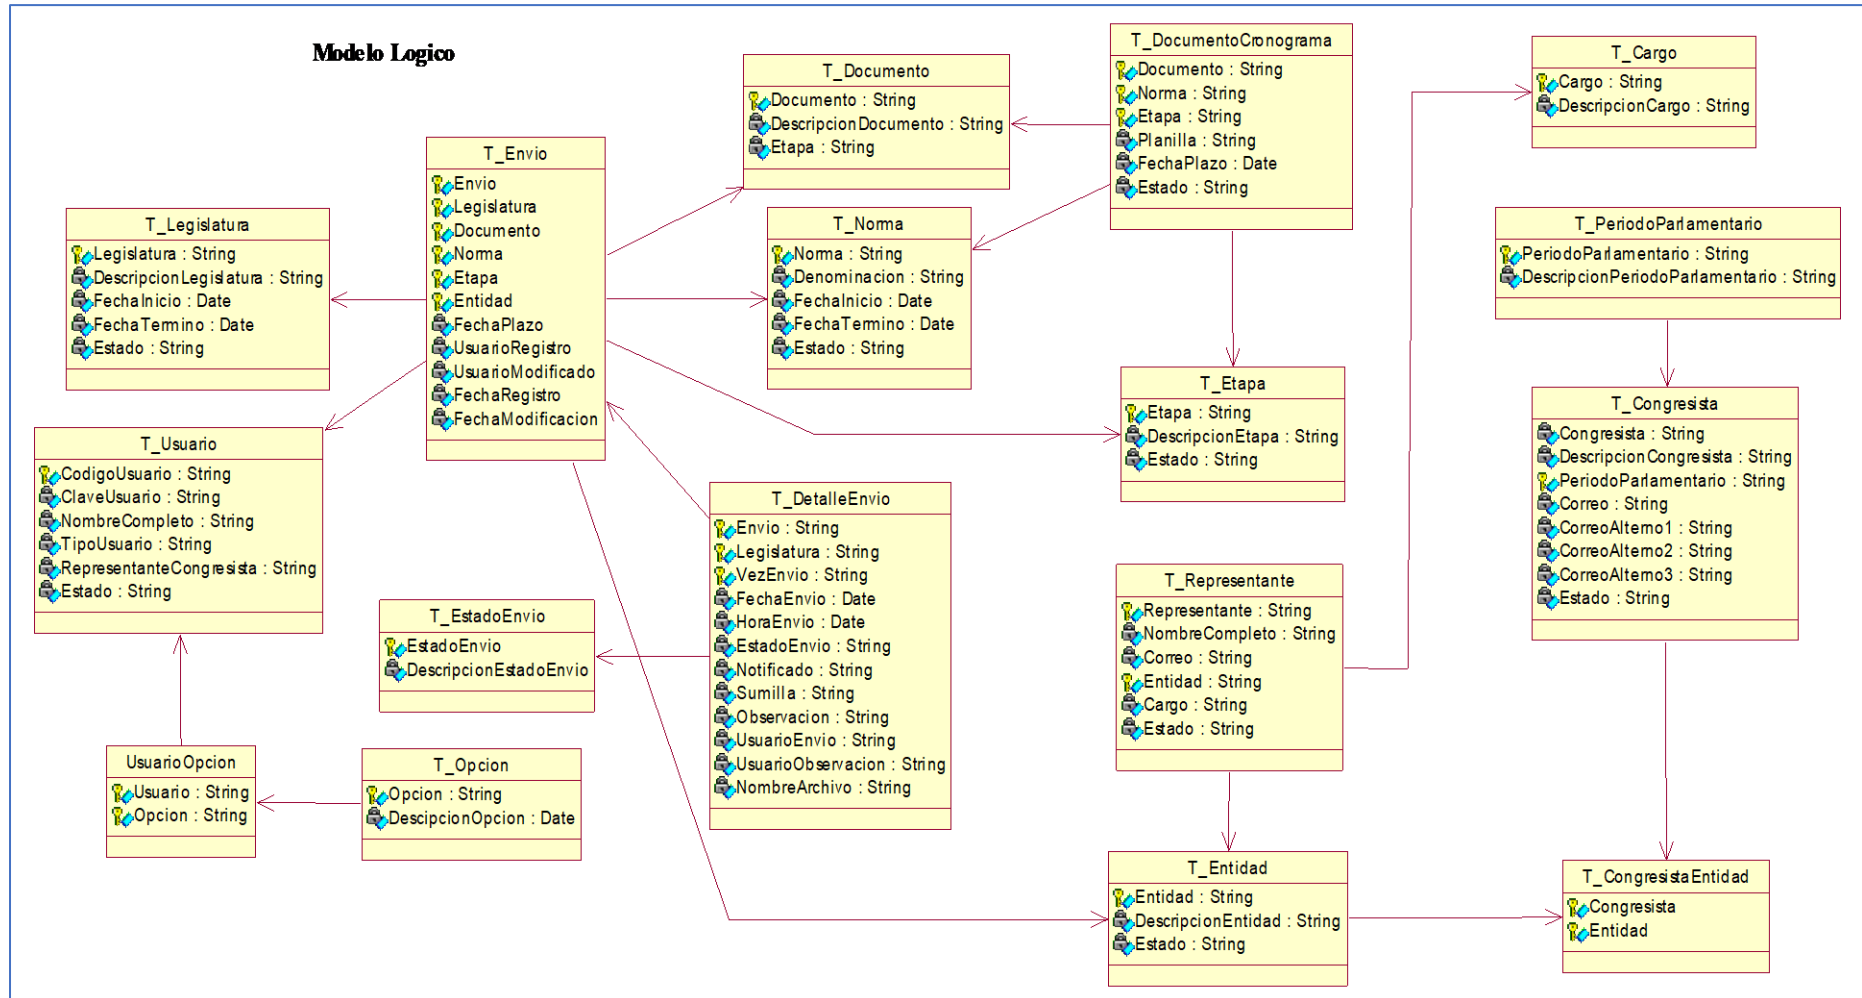 Modelo Logico
T_Legislatura
Legislatura : String
DescripcionLegislatura : String
FechaInicio : Date
FechaTermino : Date
Estado : String
T_Usuario
CodigoUsuario : String
ClaveUsuario : String
NombreCompleto : String
TipoUsuario : String
RepresentanteCongresista : String
Estado : String
UsuarioOpcion
Usuario : String
Opcion : String
T_Opcion
Opcion : String
DescipcionOpcion : Date
T_EstadoEnvio
EstadoEnvio
DescripcionEstadoEnvio
T_Envio
Envio
Legislatura
Documento
Norma
Etapa
Entidad
FechaPlazo
UsuarioRegistro
UsuarioModificado
FechaRegistro
FechaModificacion
T_Documento
Documento : String
DescripcionDocumento : String
Etapa : String
T_Norma
Norma : String
Denominacion : String
FechaInicio : Date
FechaTermino : Date
Estado : String
T_DetalleEnvio
Envio : String
Legislatura : String
VezEnvio : String
FechaEnvio : Date
HoraEnvio : Date
EstadoEnvio : String
Notificado : String
Sumilla : String
Observacion : String
UsuarioEnvio : String
UsuarioObservacion : String
NombreArchivo : String
T_DocumentoCronograma
Documento : String
Norma : String
Etapa : String
Planilla : String
FechaPlazo : Date
Estado : String
T_Etapa
Etapa : String
DescripcionEtapa : String
Estado : String
T_Representante
Representante : String
NombreCompleto : String
Correo : String
Entidad : String
Cargo : String
Estado : String
T_Entidad
Entidad : String
DescripcionEntidad : String
Estado : String
T_Cargo
Cargo : String
DescripcionCargo : String
T_PeriodoParlamentario
PeriodoParlamentario : String
DescripcionPeriodoParlamentario : String
T_Congresista
Congresista : String
DescripcionCongresista : String
PeriodoParlamentario : String
Correo : String
CorreoAlterno1 : String
CorreoAlterno2 : String
CorreoAlterno3 : String
Estado : String
T_CongresistaEntidad
Congresista
Entidad